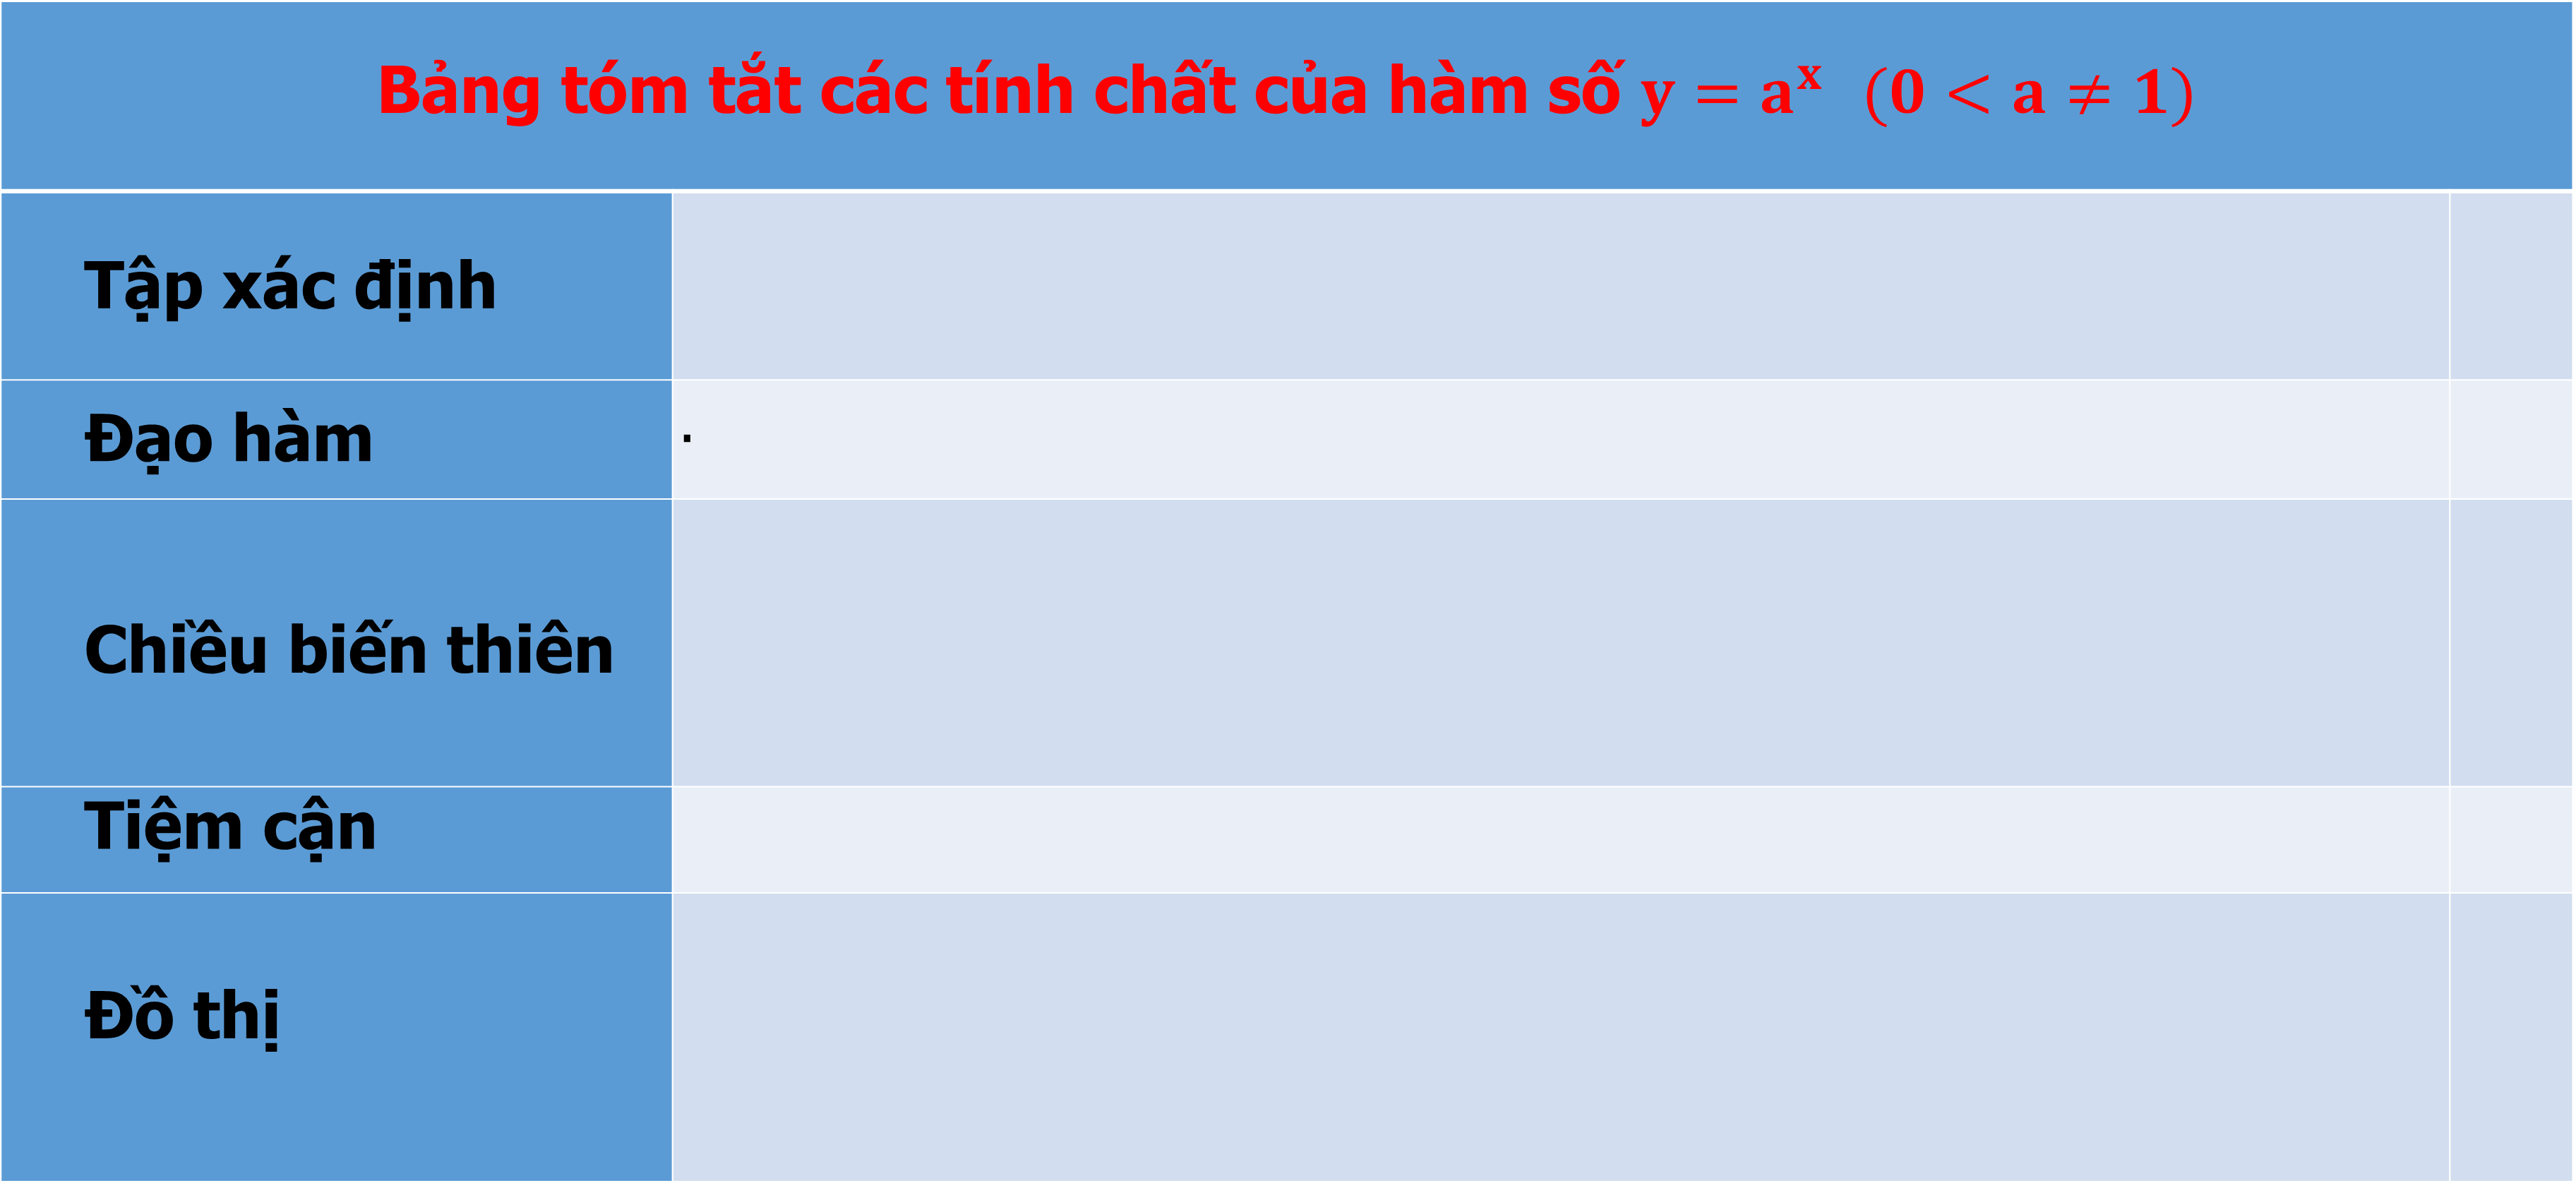 Bảng tóm tắt các tính chất của hàm số y = aˣ (0 < a ≠ 1)
Tập xác định
Đạo hàm
.
Chiều biến thiên
Tiệm cận
Đồ thị